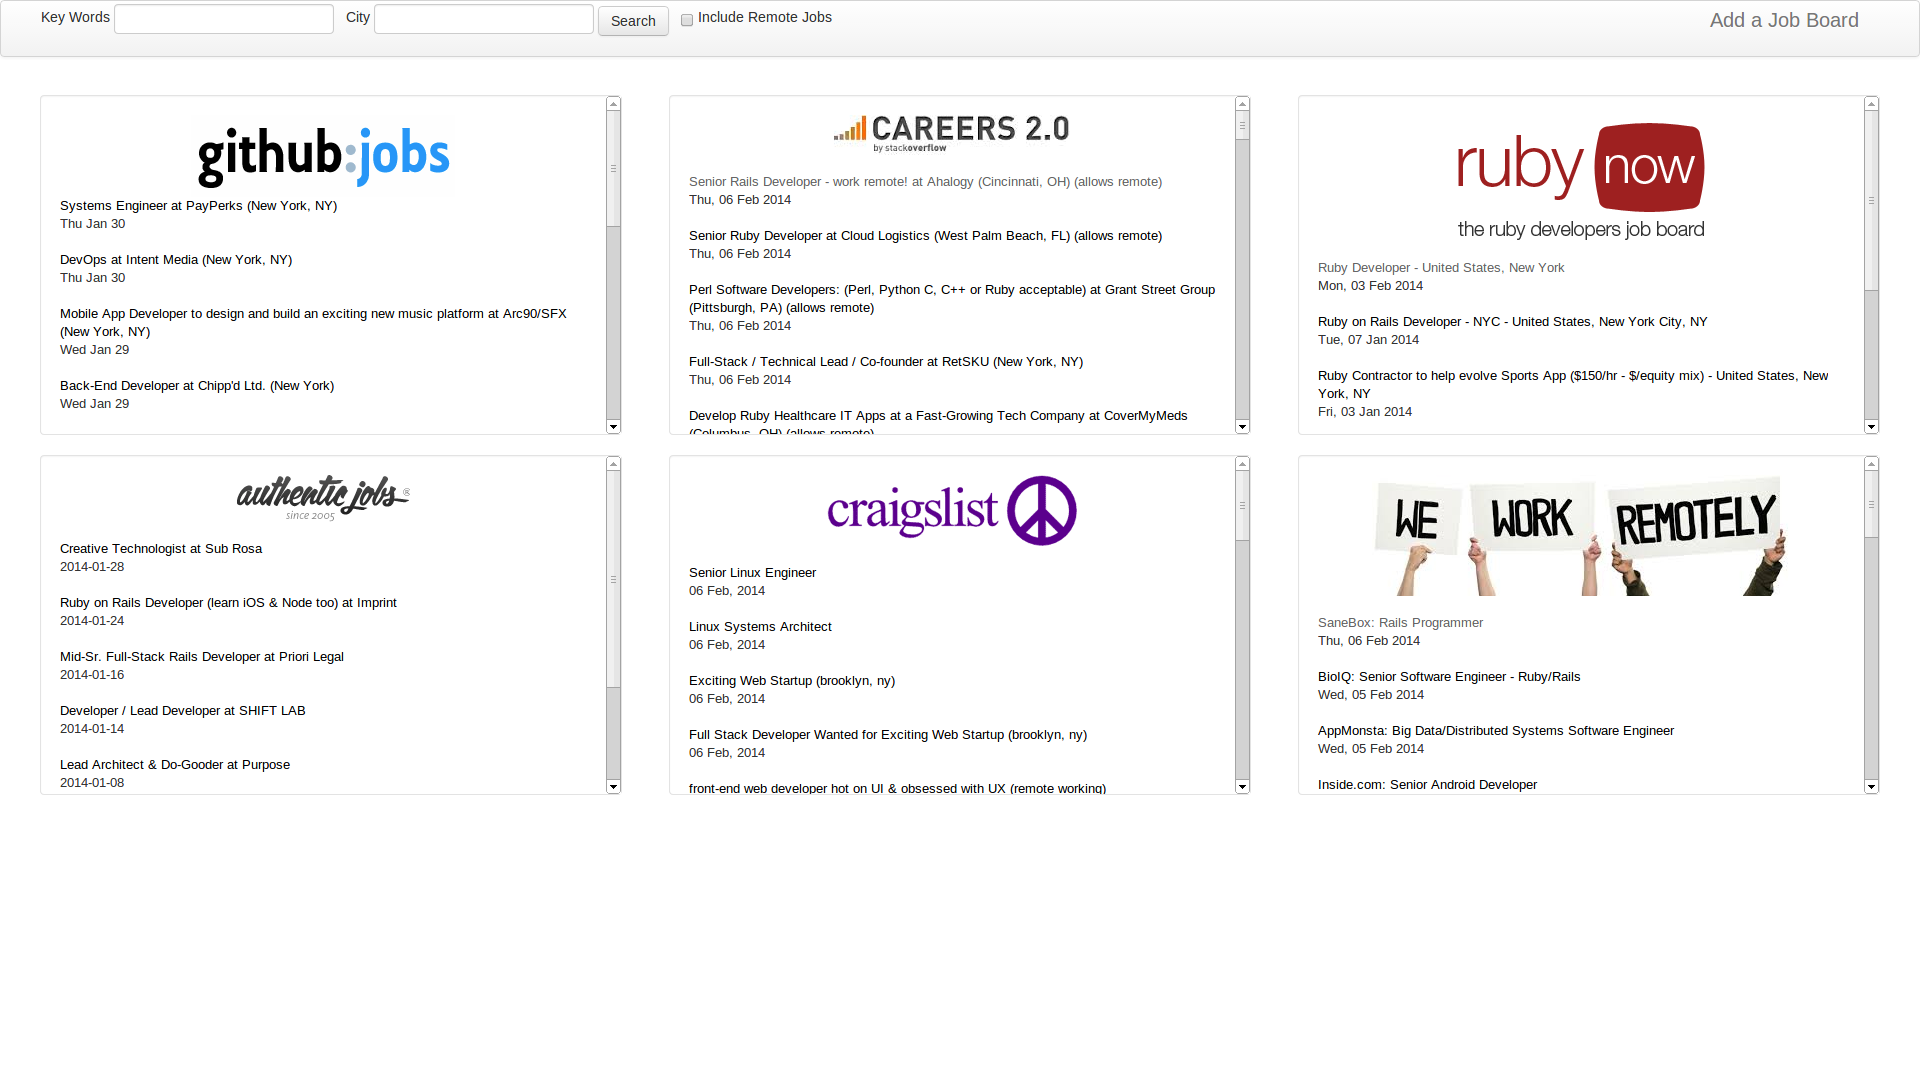 Key Words City Search Include Remote Jobs Add a Job Board
github:jobs
Systems Engineer at PayPerks (New York, NY)
Thu Jan 30
DevOps at Intent Media (New York, NY)
Thu Jan 30
Mobile App Developer to design and build an exciting new music platform at Arc90/SFX
(New York, NY)
Wed Jan 29
Back-End Developer at Chipp'd Ltd. (New York)
Wed Jan 29
CAREERS 2.0
by stackoverflow
Senior Rails Developer - work remote! at Ahalogy (Cincinnati, OH) (allows remote)
Thu, 06 Feb 2014
Senior Ruby Developer at Cloud Logistics (West Palm Beach, FL) (allows remote)
Thu, 06 Feb 2014
Perl Software Developers: (Perl, Python C, C++ or Ruby acceptable) at Grant Street Group
(Pittsburgh, PA) (allows remote)
Thu, 06 Feb 2014
Full-Stack / Technical Lead / Co-founder at RetSKU (New York, NY)
Thu, 06 Feb 2014
Develop Ruby Healthcare IT Apps at a Fast-Growing Tech Company at CoverMyMeds
(Columbus, OH) (allows remote)
ruby now
the ruby developers job board
Ruby Developer - United States, New York
Mon, 03 Feb 2014
Ruby on Rails Developer - NYC - United States, New York City, NY
Tue, 07 Jan 2014
Ruby Contractor to help evolve Sports App ($150/hr - $/equity mix) - United States, New
York, NY
Fri, 03 Jan 2014
authentic jobs ®
since 2005
Creative Technologist at Sub Rosa
2014-01-28
Ruby on Rails Developer (learn iOS & Node too) at Imprint
2014-01-24
Mid-Sr. Full-Stack Rails Developer at Priori Legal
2014-01-16
Developer / Lead Developer at SHIFT LAB
2014-01-14
Lead Architect & Do-Gooder at Purpose
2014-01-08
craigslist
Senior Linux Engineer
06 Feb, 2014
Linux Systems Architect
06 Feb, 2014
Exciting Web Startup (brooklyn, ny)
06 Feb, 2014
Full Stack Developer Wanted for Exciting Web Startup (brooklyn, ny)
06 Feb, 2014
front-end web developer hot on UI & obsessed with UX (remote working)
WE WORK REMOTELY
SaneBox: Rails Programmer
Thu, 06 Feb 2014
BioIQ: Senior Software Engineer - Ruby/Rails
Wed, 05 Feb 2014
AppMonsta: Big Data/Distributed Systems Software Engineer
Wed, 05 Feb 2014
Inside.com: Senior Android Developer